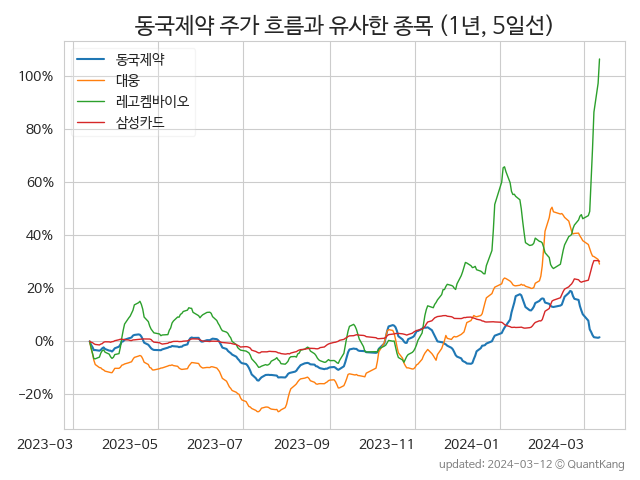 동국제약 주가 흐름과 유사한 종목 (1년, 5일선)
동국제약
대웅
레고켐바이오
삼성카드
100%
80%
60%
40%
20%
0%
−20%
2023-03 2023-05 2023-07 2023-09 2023-11 2024-01 2024-03
updated: 2024-03-12 © QuantKang